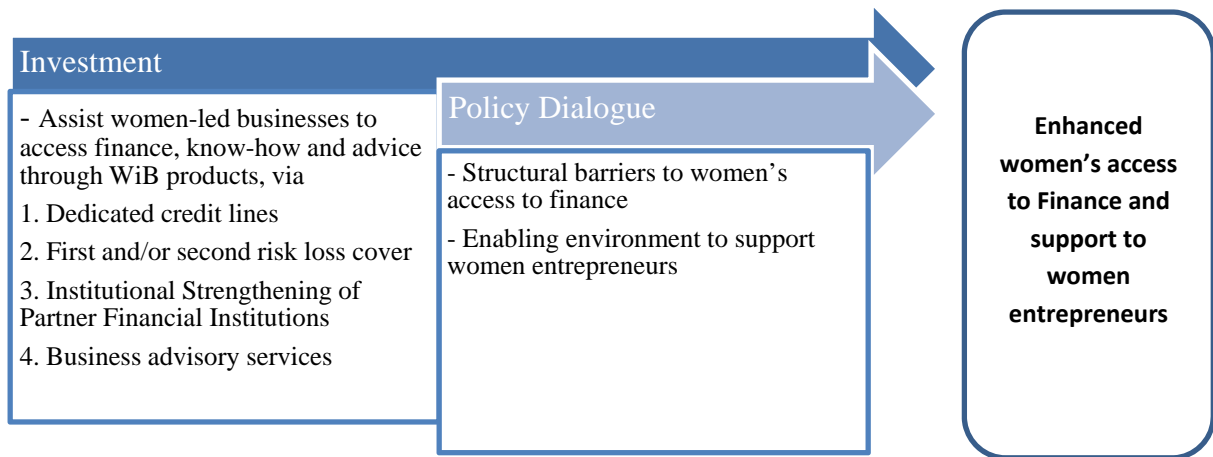 Investment
- Assist women-led businesses to
access finance, know-how and advice
through WiB products, via
1. Dedicated credit lines
2. First and/or second risk loss cover
3. Institutional Strengthening of
Partner Financial Institutions
4. Business advisory services
Policy Dialogue
- Structural barriers to women’s
access to finance
- Enabling environment to support
women entrepreneurs
Enhanced
women’s access
to Finance and
support to
women
entrepreneurs